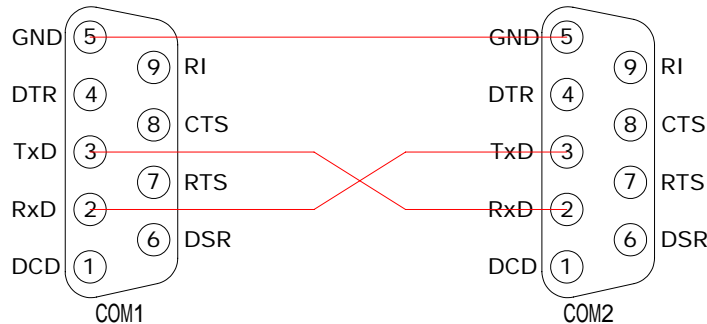 GND 5 GND 5
9 RI 9 RI
DTR 4 DTR 4
8 CTS 8 CTS
TxD 3 TxD 3
7 RTS 7 RTS
RxD 2 RxD 2
6 DSR 6 DSR
DCD 1 DCD 1
COM1 COM2